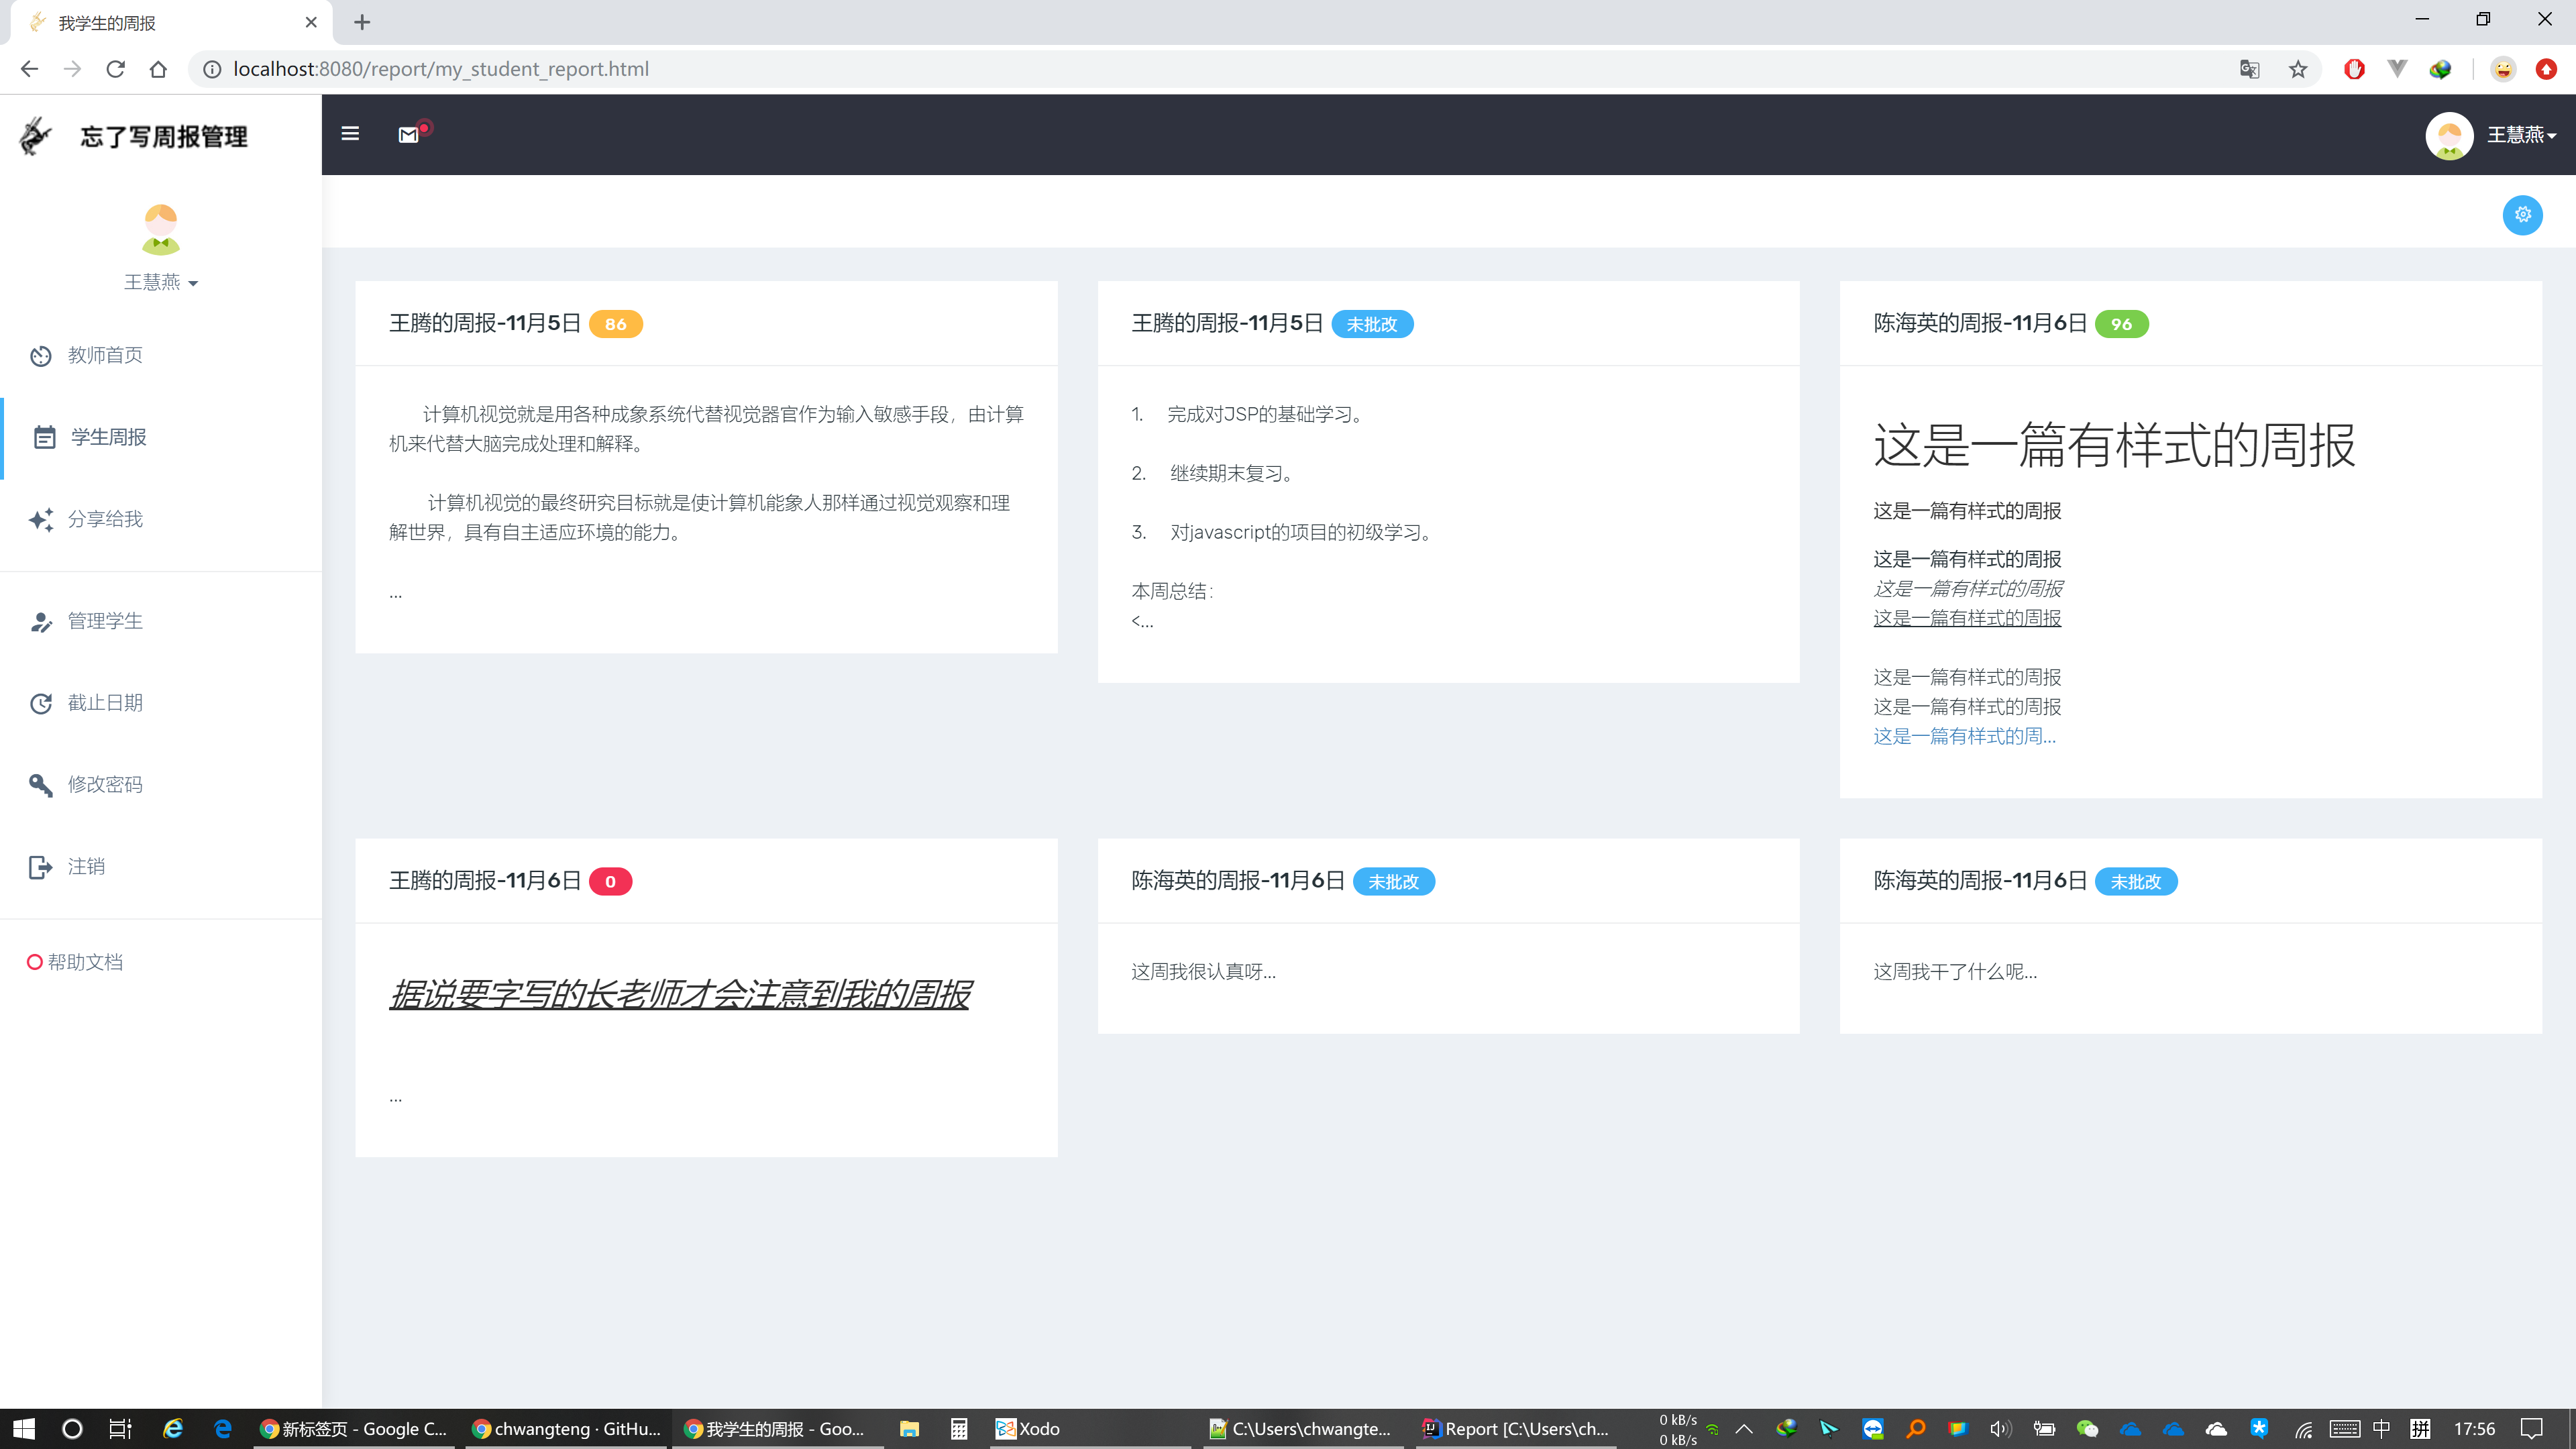 我学生的周报
localhost:8080/report/my_student_report.html
忘了写周报管理
王慧燕
王慧燕
教师首页
学生周报
分享给我
管理学生
截止日期
修改密码
注销
帮助文档
王腾的周报-11月5日 86
计算机视觉就是用各种成象系统代替视觉器官作为输入敏感手段，由计算
机来代替大脑完成处理和解释。
计算机视觉的最终研究目标就是使计算机能象人那样通过视觉观察和理
解世界，具有自主适应环境的能力。
...
王腾的周报-11月5日 未批改
1. 完成对JSP的基础学习。
2. 继续期末复习。
3. 对javascript的项目的初级学习。
本周总结：
<...
陈海英的周报-11月6日 96
这是一篇有样式的周报
这是一篇有样式的周报
这是一篇有样式的周报
这是一篇有样式的周报
这是一篇有样式的周报
这是一篇有样式的周报
这是一篇有样式的周报
这是一篇有样式的周...
王腾的周报-11月6日 0
据说要字写的长老师才会注意到我的周报
...
陈海英的周报-11月6日 未批改
这周我很认真呀...
陈海英的周报-11月6日 未批改
这周我干了什么呢...
新标签页 - Google C...
chwangteng · GitHu...
我学生的周报 - Goo...
Xodo
C:\Users\chwangte...
Report [C:\Users\ch...
0 kB/s
0 kB/s
中
拼
17:56